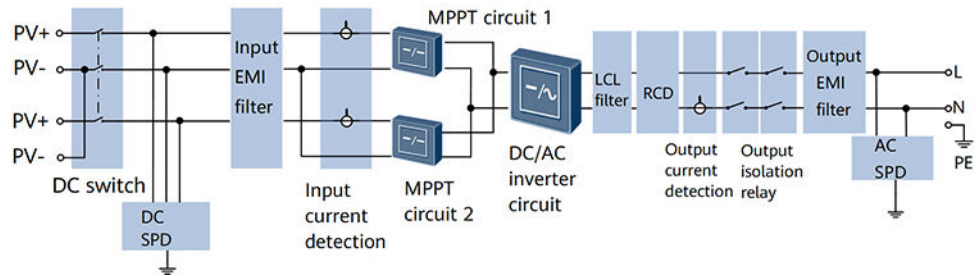 MPPT circuit 1
PV+
PV-
PV+
PV-
DC switch
DC
SPD
Input
EMI
filter
Input
current
detection
MPPT
circuit 2
DC/AC
inverter
circuit
LCL
filter
RCD
Output
current
detection
Output
isolation
relay
Output
EMI
filter
AC
SPD
L
N
PE